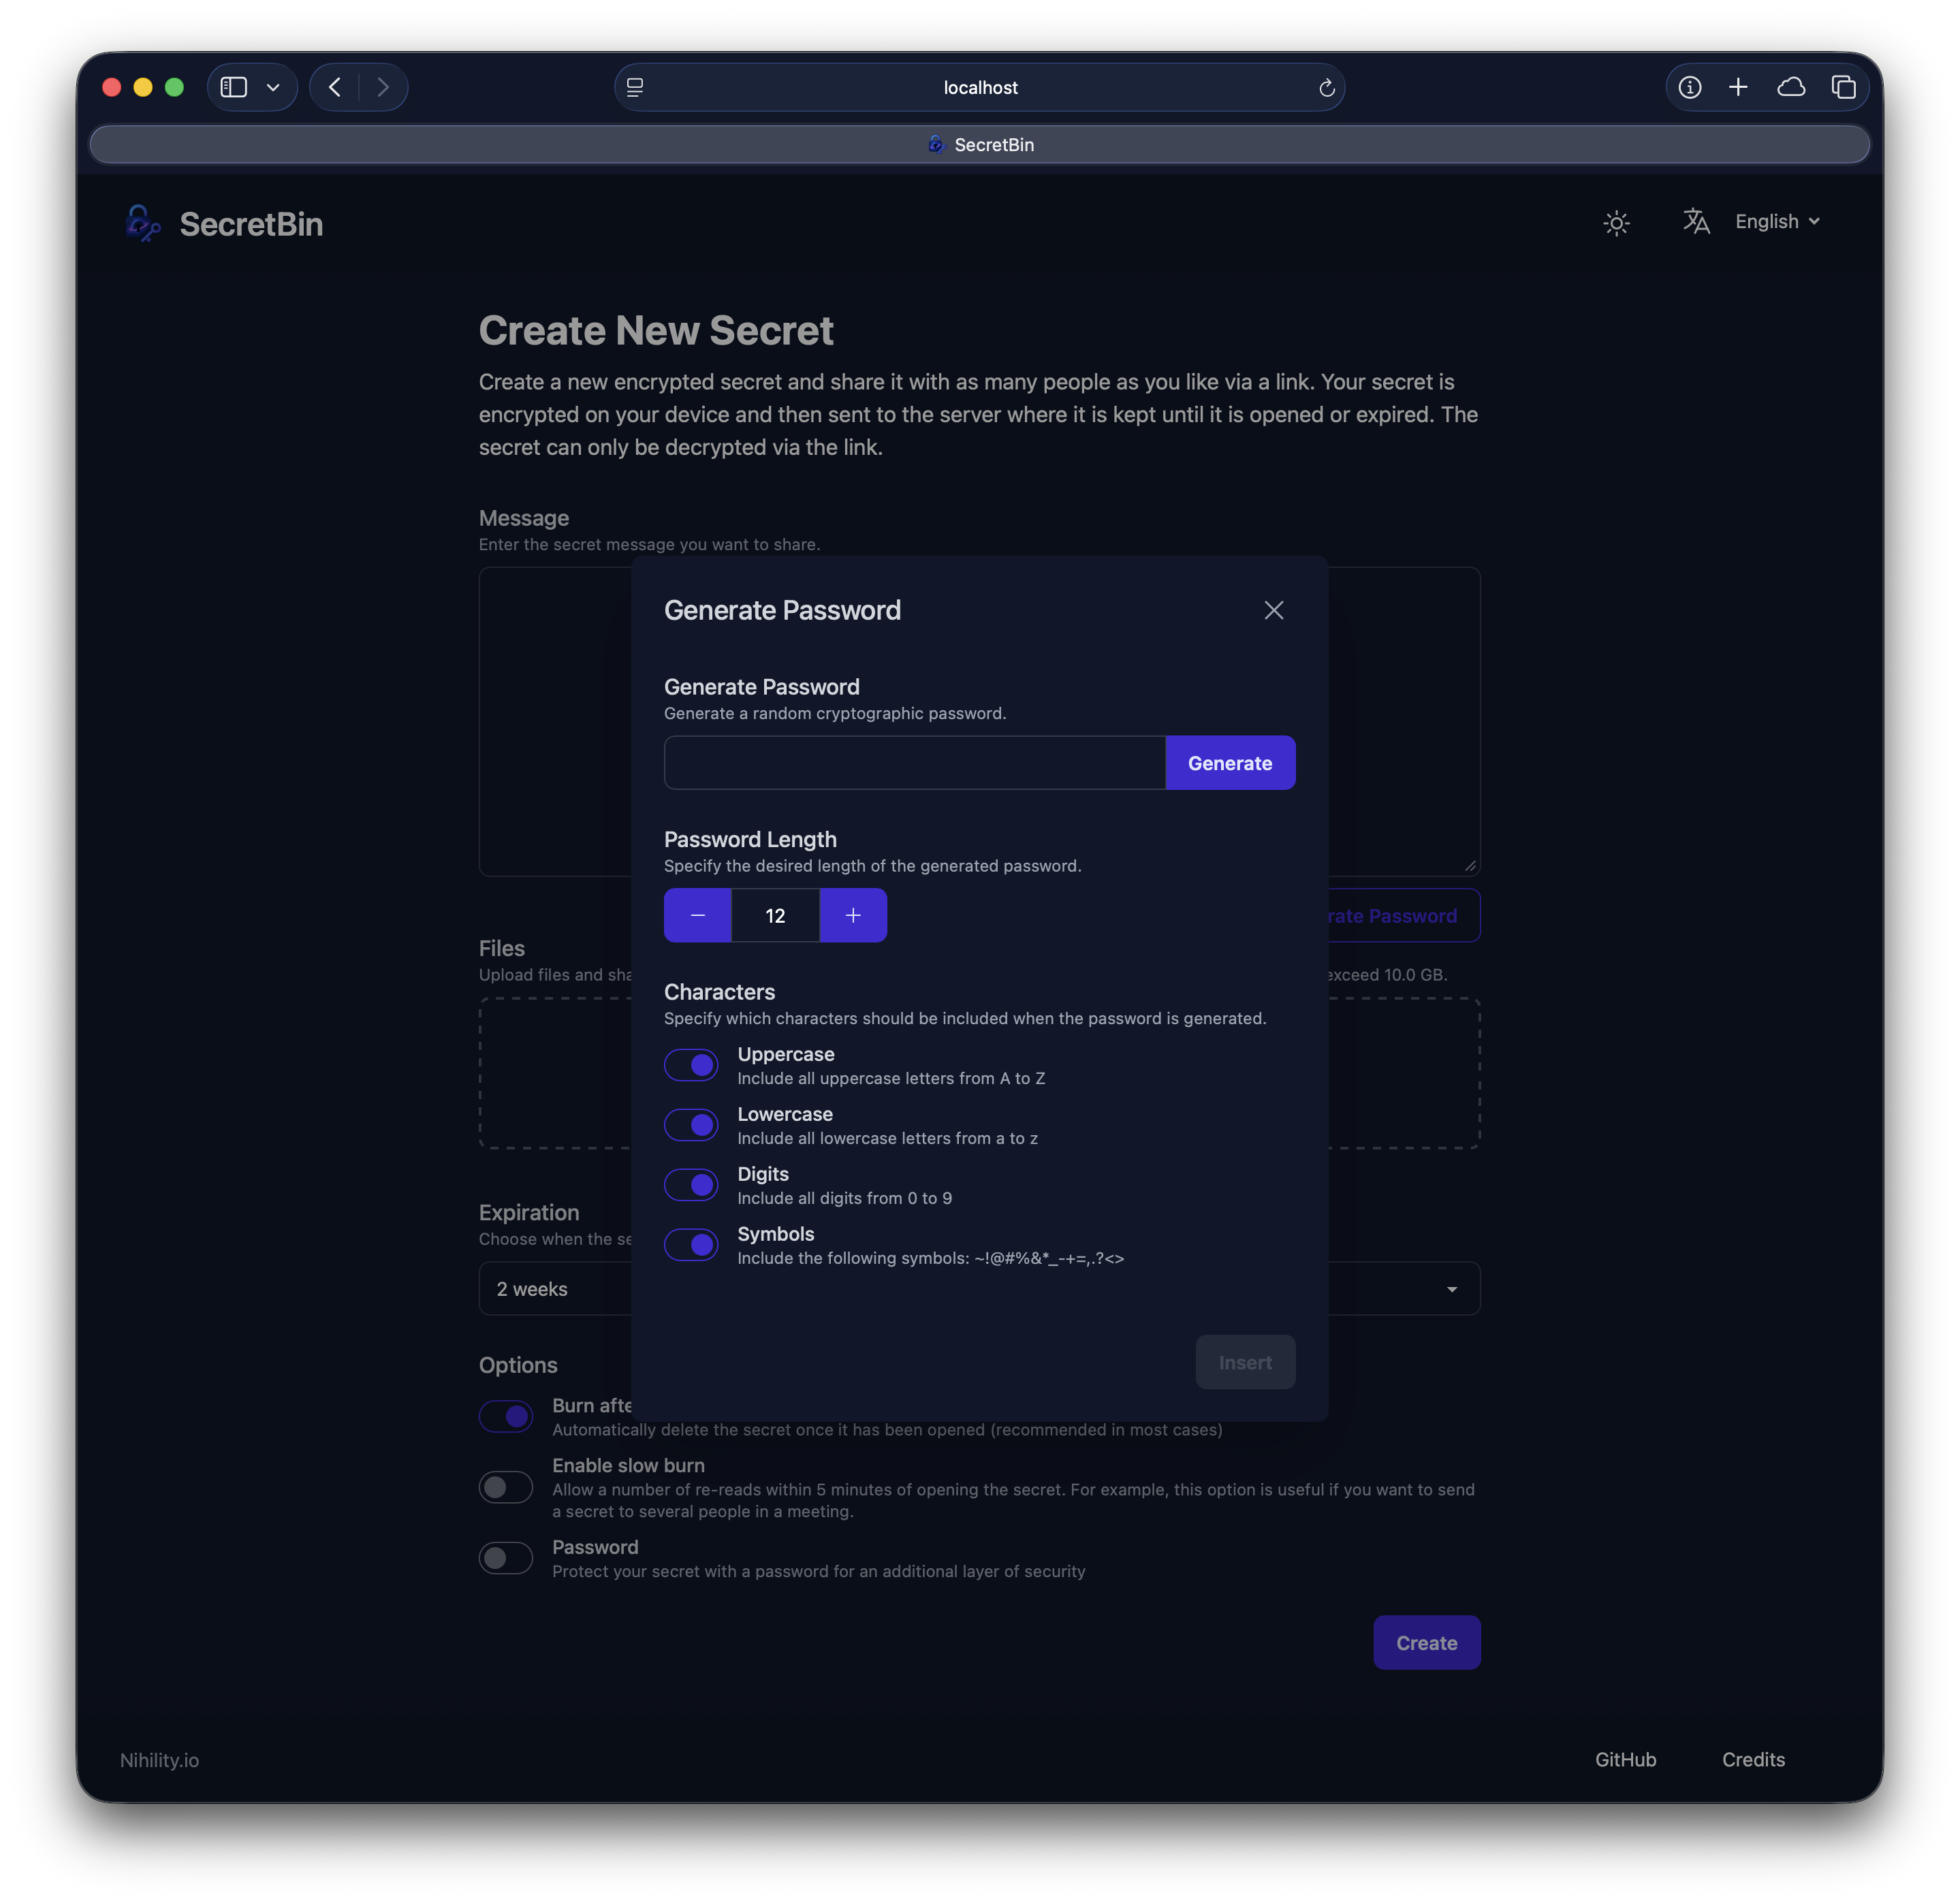 localhost
SecretBin
SecretBin
English
Create New Secret
Create a new encrypted secret and share it with as many people as you like via a link. Your secret is
encrypted on your device and then sent to the server where it is kept until it is opened or expired. The
secret can only be decrypted via the link.
Message
Enter the secret message you want to share.
Generate Password
Generate Password
Generate a random cryptographic password.
Generate
Password Length
Specify the desired length of the generated password.
− 12 +
Password
Files
Upload files and
exceed 10.0 GB.
Characters
Specify which characters should be included when the password is generated.
Uppercase
Include all uppercase letters from A to Z
Lowercase
Include all lowercase letters from a to z
Digits
Include all digits from 0 to 9
Symbols
Include the following symbols: ~!@#%&*_-+=,.?<>
Expiration
Choose when the
2 weeks
Insert
Options
Burn
Automatically delete the secret once it has been opened (recommended in most cases)
Enable slow burn
Allow a number of re-reads within 5 minutes of opening the secret. For example, this option is useful if you want to send
a secret to several people in a meeting.
Password
Protect your secret with a password for an additional layer of security
Create
Nihility.io
GitHub
Credits